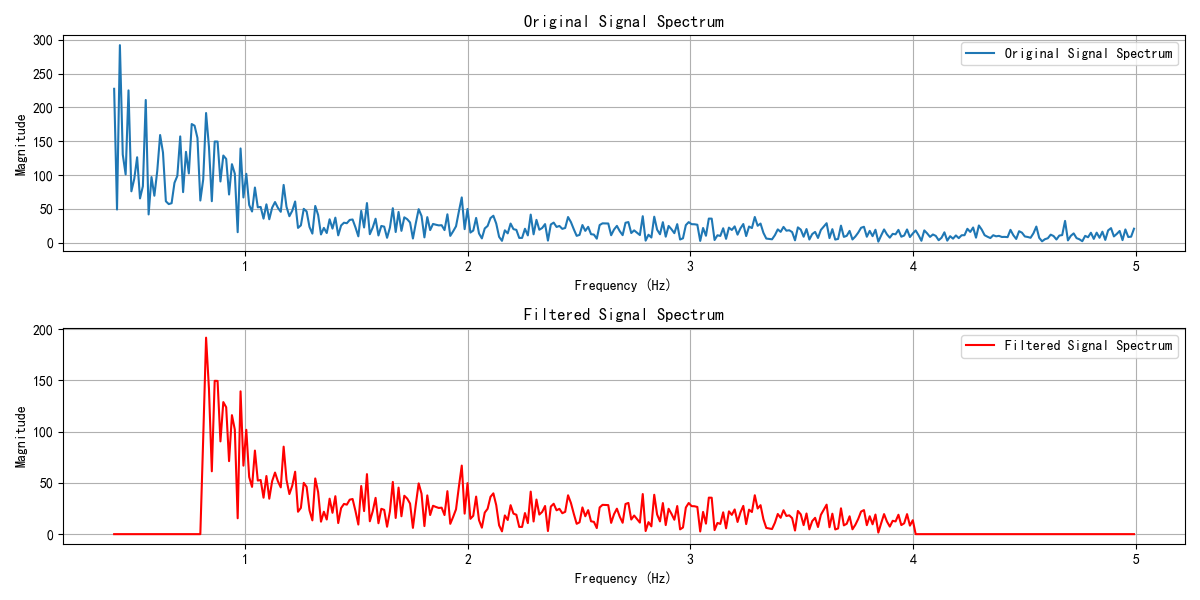 Original Signal Spectrum
300
250
200
150
100
50
0
Magnitude
Original Signal Spectrum
1 2 3 4 5
Frequency (Hz)
Filtered Signal Spectrum
200
150
100
50
0
Magnitude
Filtered Signal Spectrum
1 2 3 4 5
Frequency (Hz)